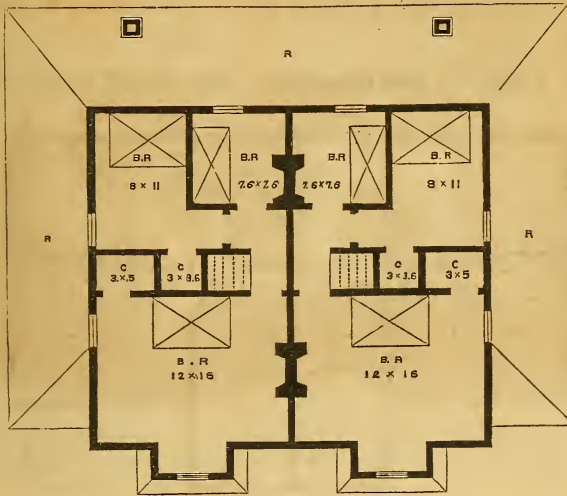 R
B.R
8 × 11
B.R
7.6 × 7.6
B.R
7.6 × 7.6
B.R
8 × 11
R
R
C
3 × 5
C
3 × 3.6
C
3 × 3.6
C
3 × 5
B.R
12 × 16
B.R
12 × 16